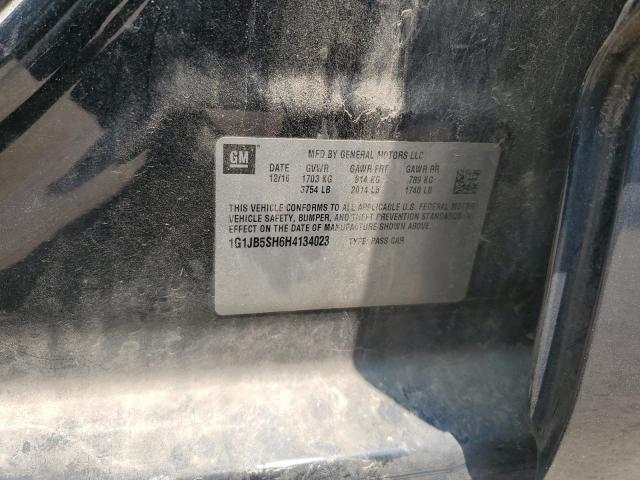 GM
MFD BY GENERAL MOTORS LLC
DATE GVWR GAWR FRT GAWR RR
12/16 1703 KG 914 KG 789 KG
3754 LB 2014 LB 1740 LB
THIS VEHICLE CONFORMS TO ALL APPLICABLE U.S. FEDERAL MOTOR
VEHICLE SAFETY, BUMPER, AND THEFT PREVENTION STANDARDS IN
EFFECT ON THE DATE OF MANUFACTURE SHOWN ABOVE.
1G1JB5SH6H4134023 TYPE: PASS CAR